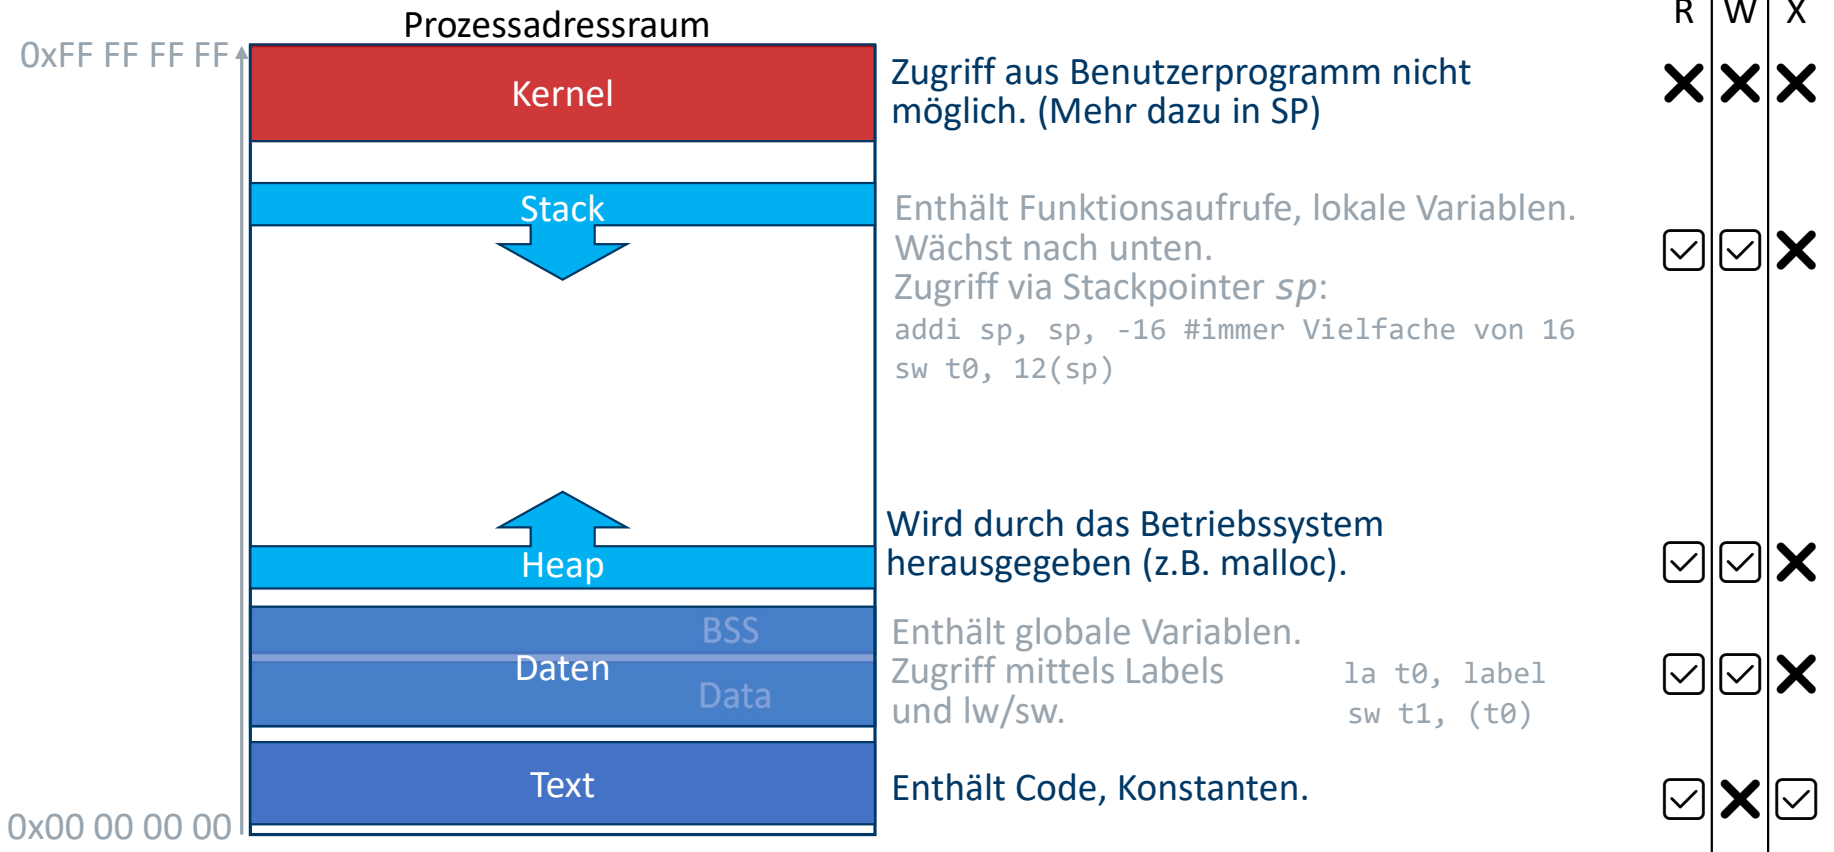 Prozessadressraum
R W X
0xFF FF FF FF
Kernel
Zugriff aus Benutzerprogramm nicht
möglich. (Mehr dazu in SP)
Stack
Enthält Funktionsaufrufe, lokale Variablen.
Wächst nach unten.
Zugriff via Stackpointer sp:
addi sp, sp, -16 #immer Vielfache von 16
sw t0, 12(sp)
Wird durch das Betriebssystem
herausgegeben (z.B. malloc).
Heap
BSS
Daten
Data
Enthält globale Variablen.
Zugriff mittels Labels la t0, label
und lw/sw. sw t1, (t0)
Text
Enthält Code, Konstanten.
0x00 00 00 00